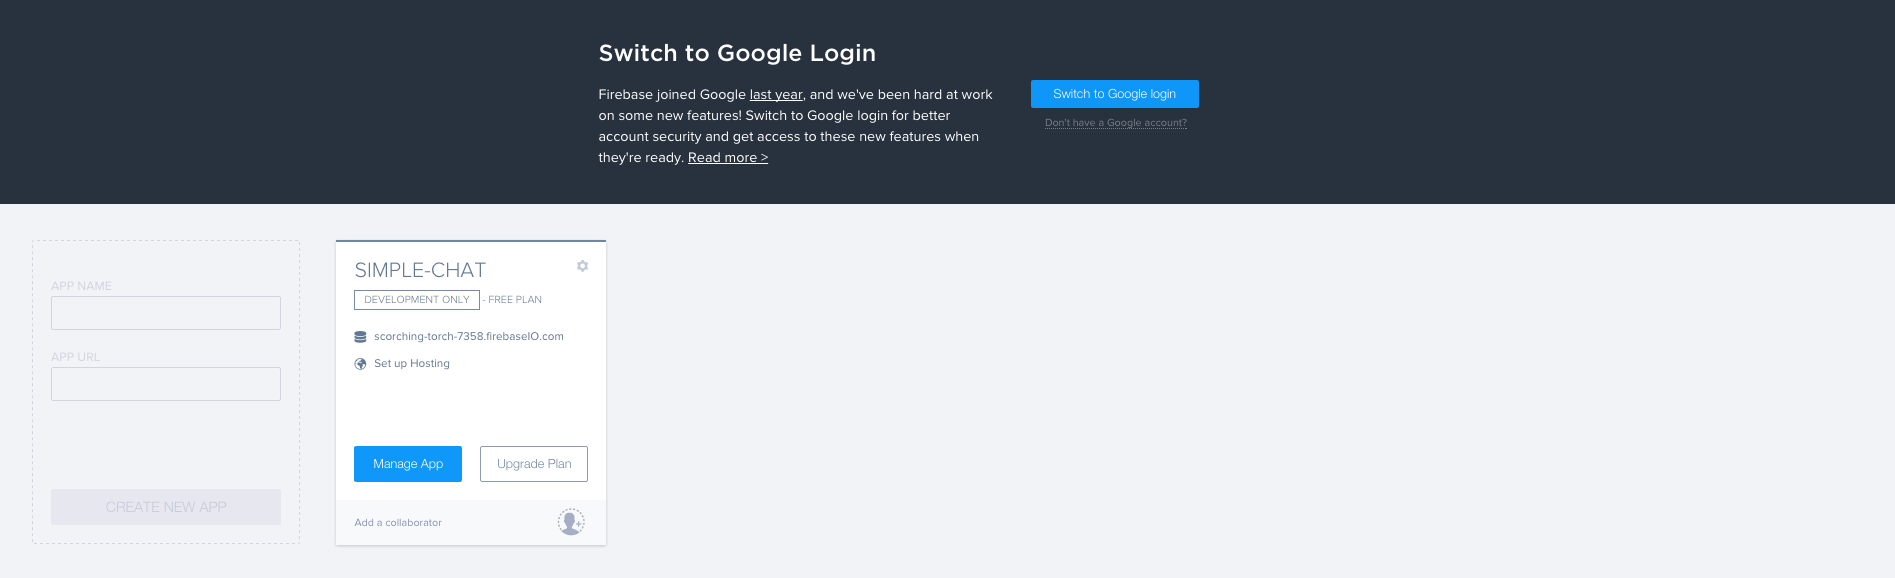 Switch to Google Login
Firebase joined Google last year, and we've been hard at work
on some new features! Switch to Google login for better
account security and get access to these new features when
they're ready. Read more >
Switch to Google login
Don't have a Google account?
APP NAME
APP URL
CREATE NEW APP
SIMPLE-CHAT
DEVELOPMENT ONLY - FREE PLAN
scorching-torch-7358.firebaseIO.com
Set up Hosting
Manage App
Upgrade Plan
Add a collaborator